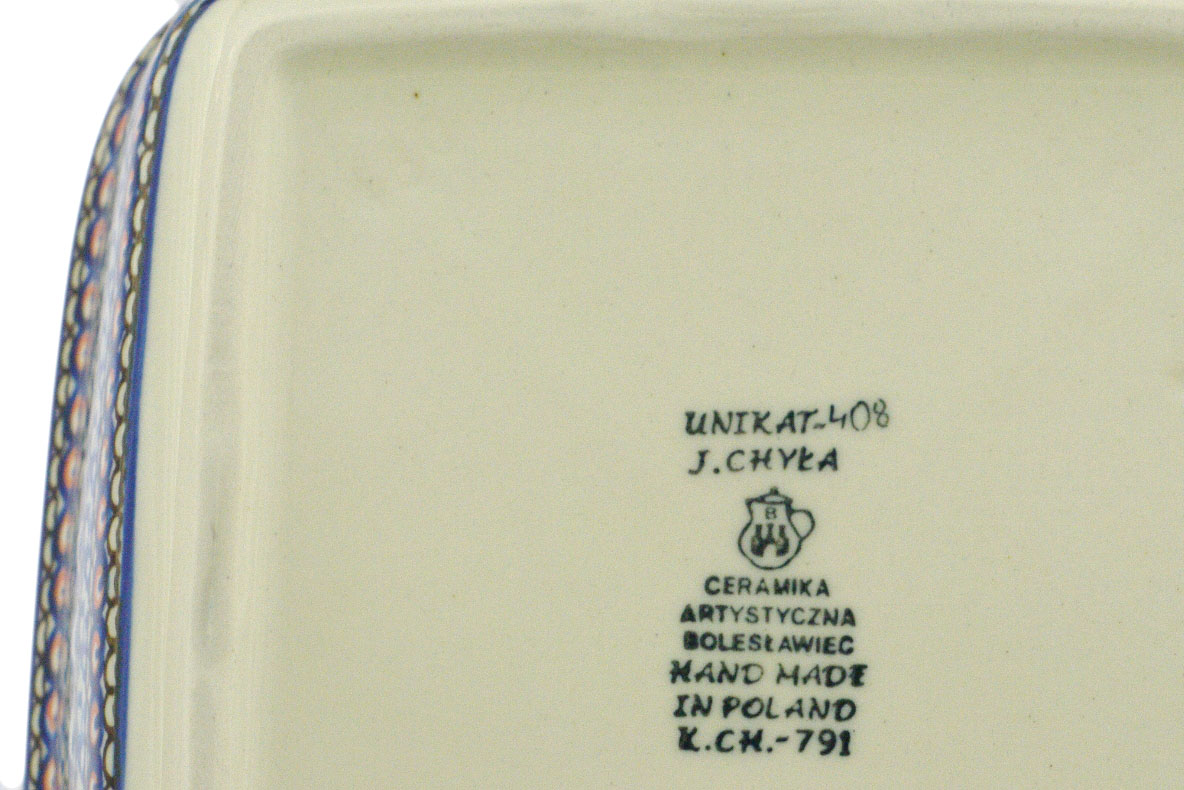 UNIKAT-408
J. CHYŁA
B
CERAMIKA
ARTYSTYCZNA
BOLESŁAWIEC
HAND MADE
IN POLAND
K.CH.-791